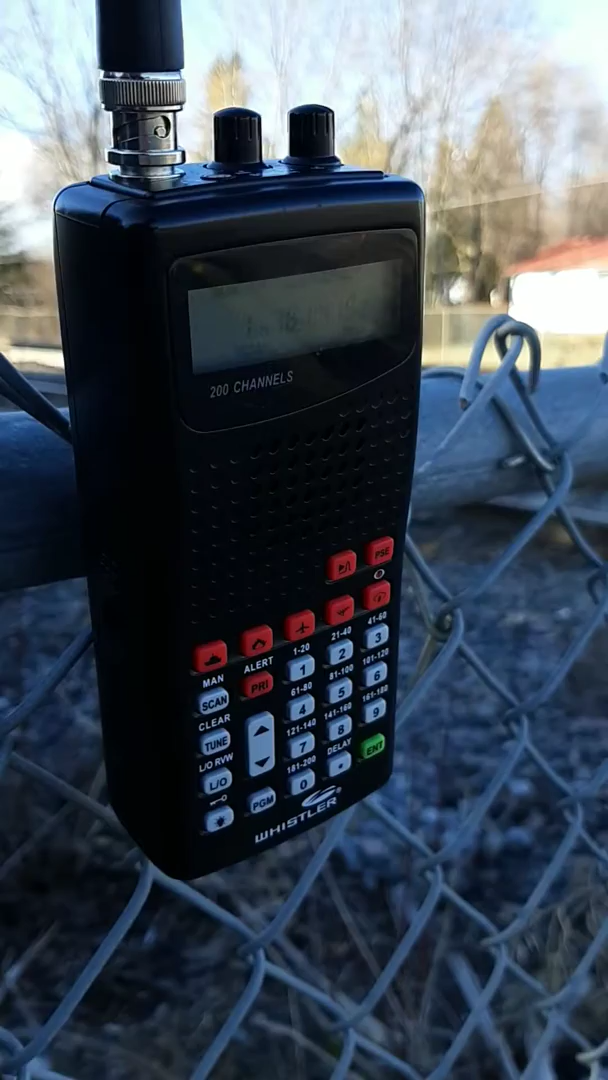 200 CHANNELS
PSE
MAN ALERT 1-20 21-40 41-60
SCAN PRI 1 2 3
CLEAR 61-80 81-100 101-120
TUNE 4 5 6
L/O RVW 121-140 141-160 161-180
L/O 7 8 9
181-200 DELAY
PGM 0 • ENT
WHISTLER